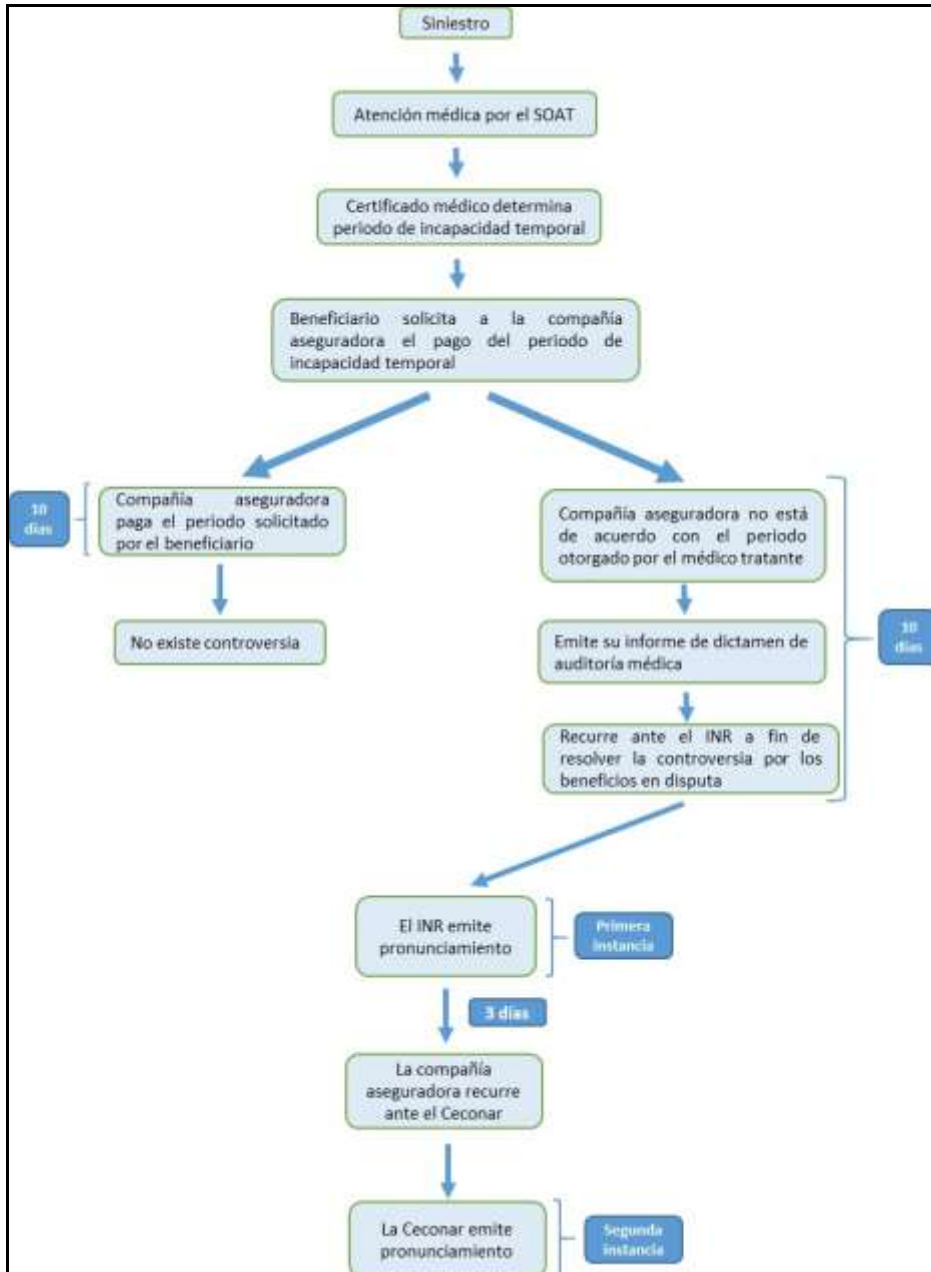 Siniestro
Atención médica por el SOAT
Certificado médico determina
periodo de incapacidad temporal
Beneficiario solicita a la compañía
aseguradora el pago del periodo de
incapacidad temporal
10
días
Compañía aseguradora
paga el periodo solicitado
por el beneficiario
No existe controversia
Compañía aseguradora no está
de acuerdo con el periodo
otorgado por el médico tratante
Emite su informe de dictamen de
auditoría médica
Recurre ante el INR a fin de
resolver la controversia por los
beneficios en disputa
10
días
El INR emite
pronunciamiento
Primera
instancia
3 días
La compañía
aseguradora recurre
ante el Ceconar
La Ceconar emite
pronunciamiento
Segunda
instancia